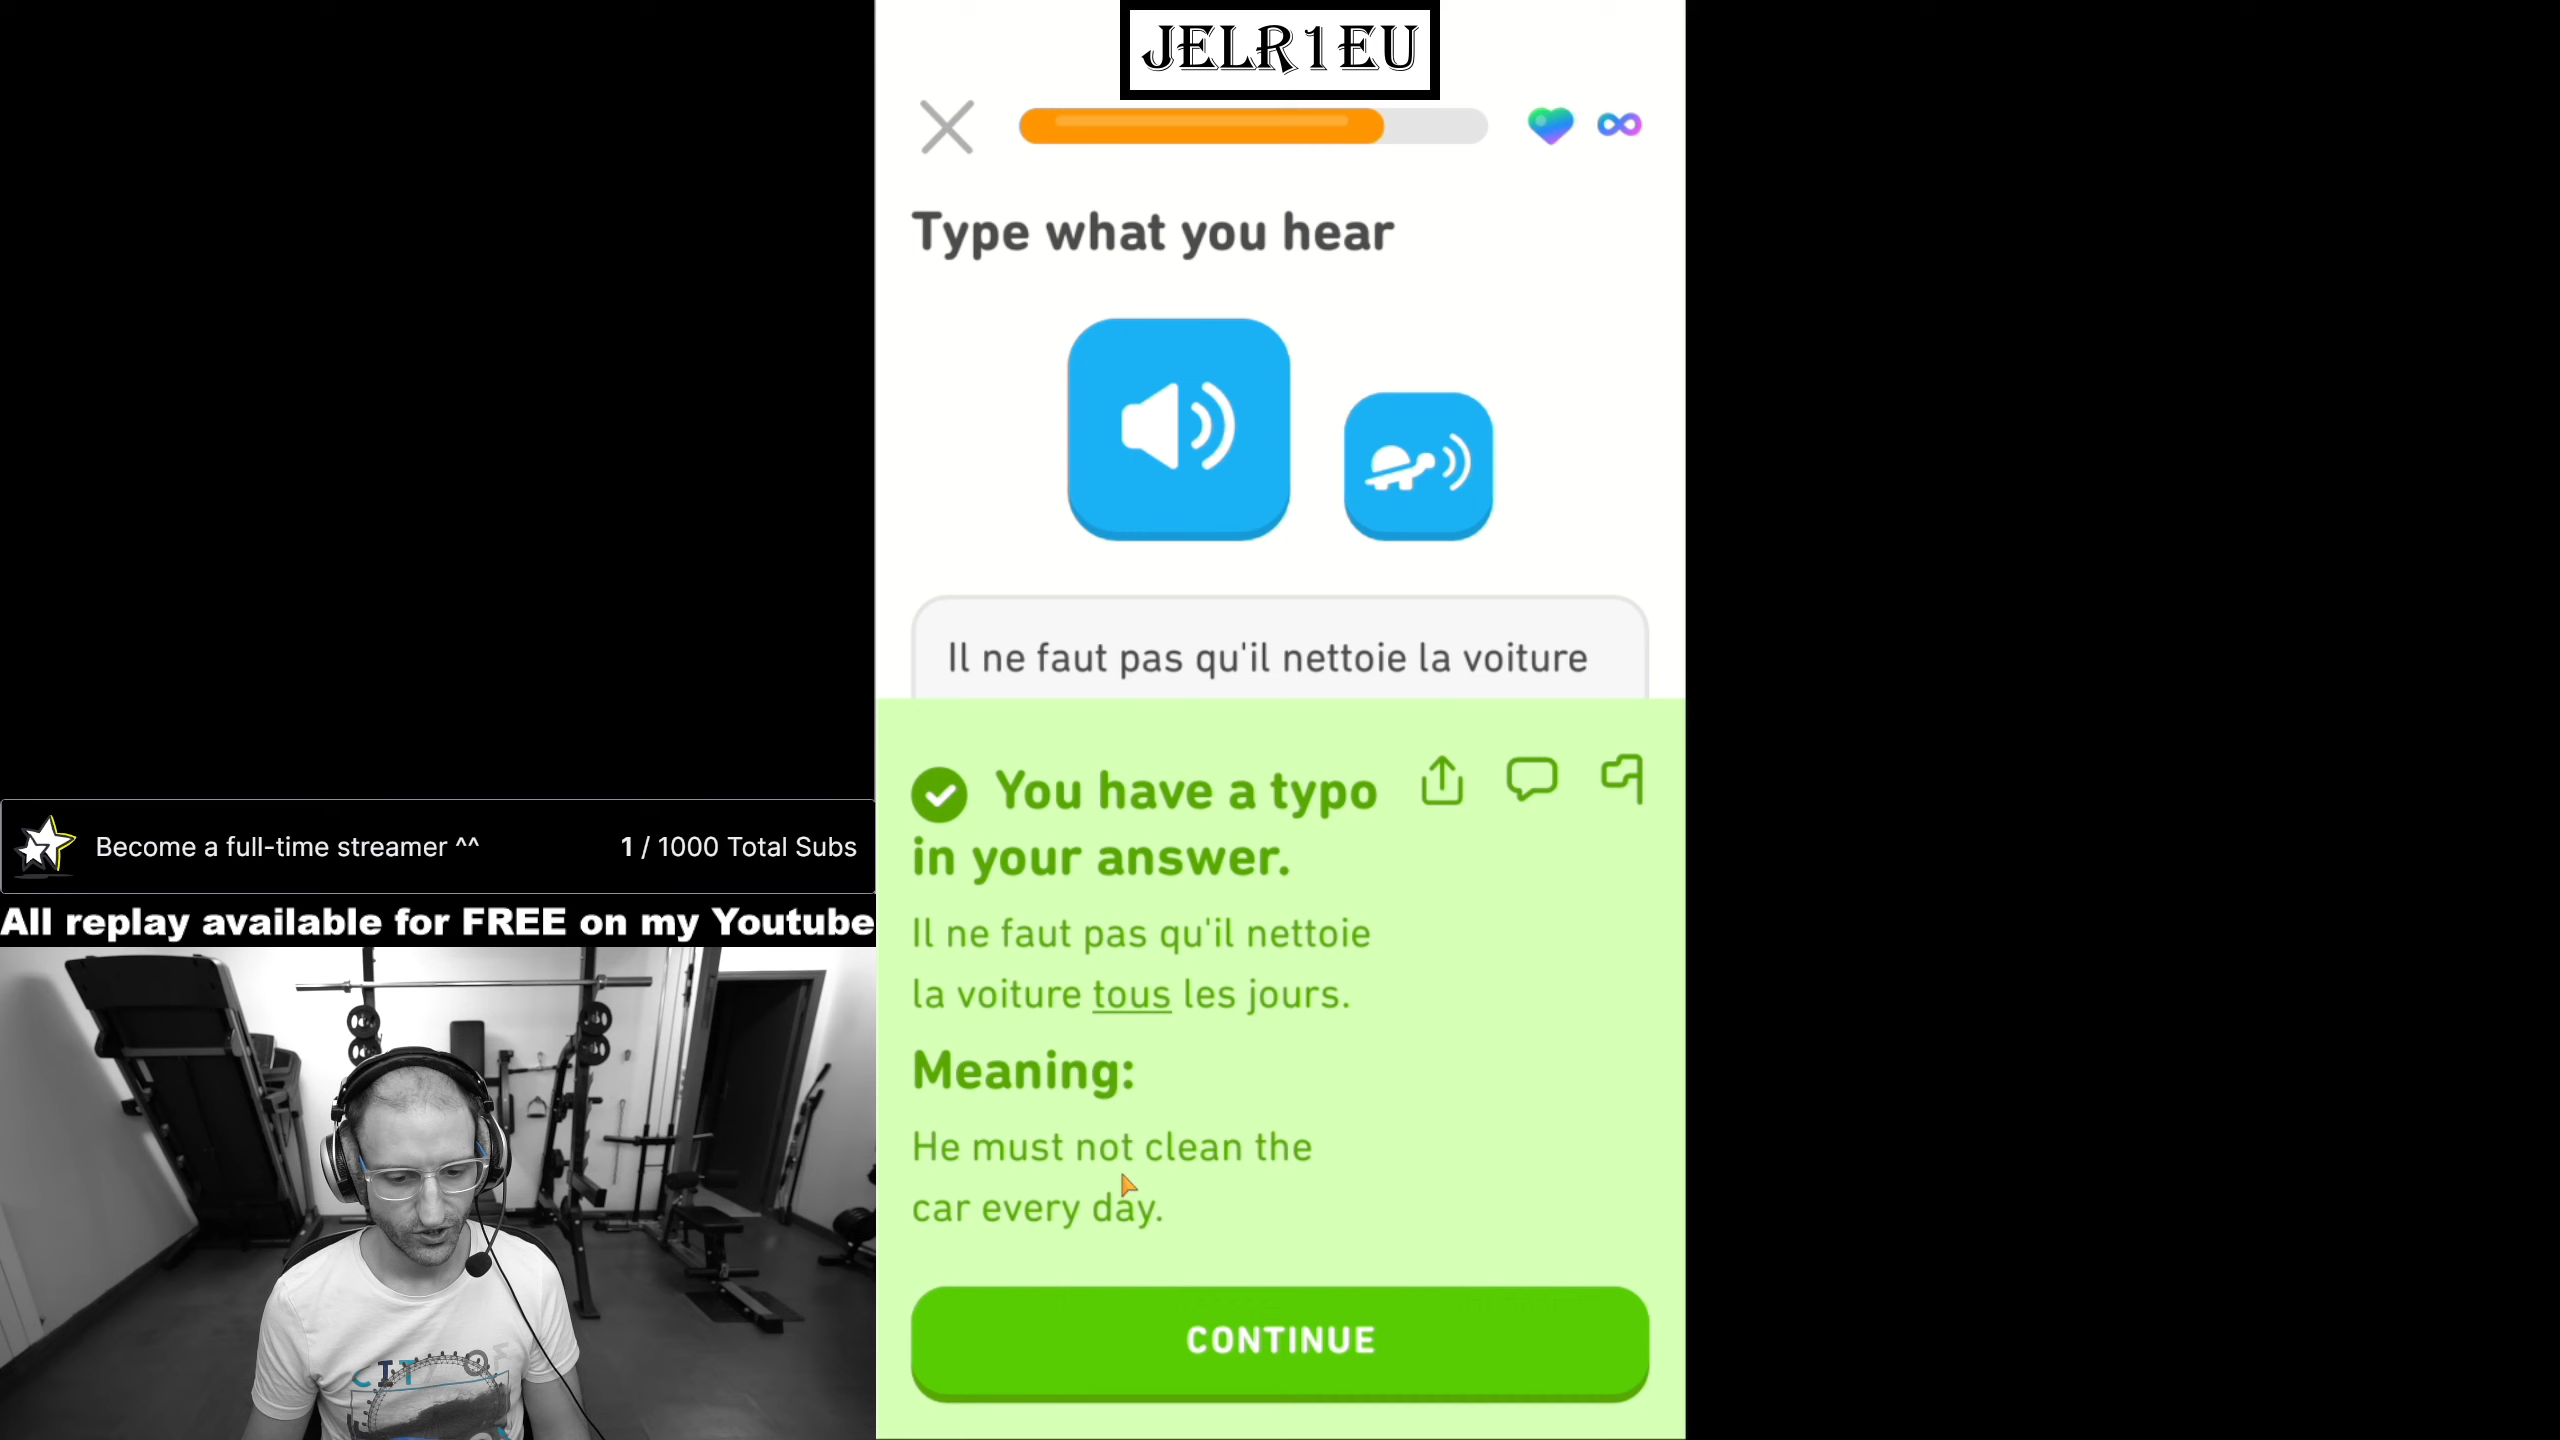 JELR1EU
Type what you hear
Il ne faut pas qu'il nettoie la voiture
You have a typo
in your answer.
Il ne faut pas qu'il nettoie
la voiture tous les jours.
Meaning:
He must not clean the
car every day.
CONTINUE
Become a full-time streamer ^^
1 / 1000 Total Subs
All replay available for FREE on my Youtube
CIT OF